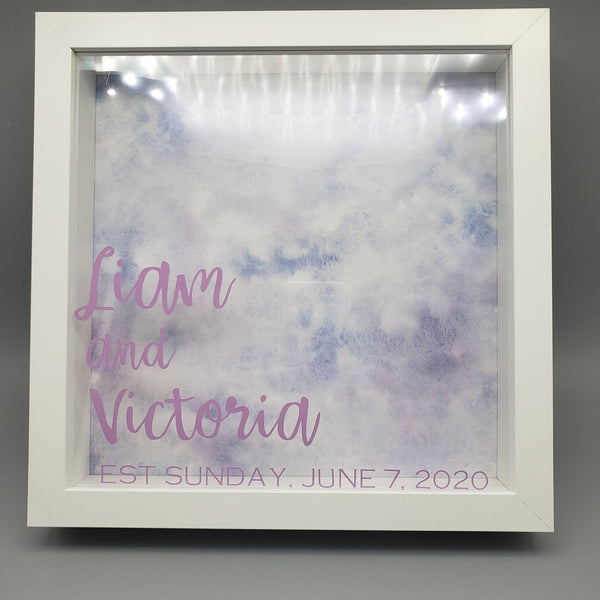 Liam
and
Victoria
EST SUNDAY, JUNE 7, 2020